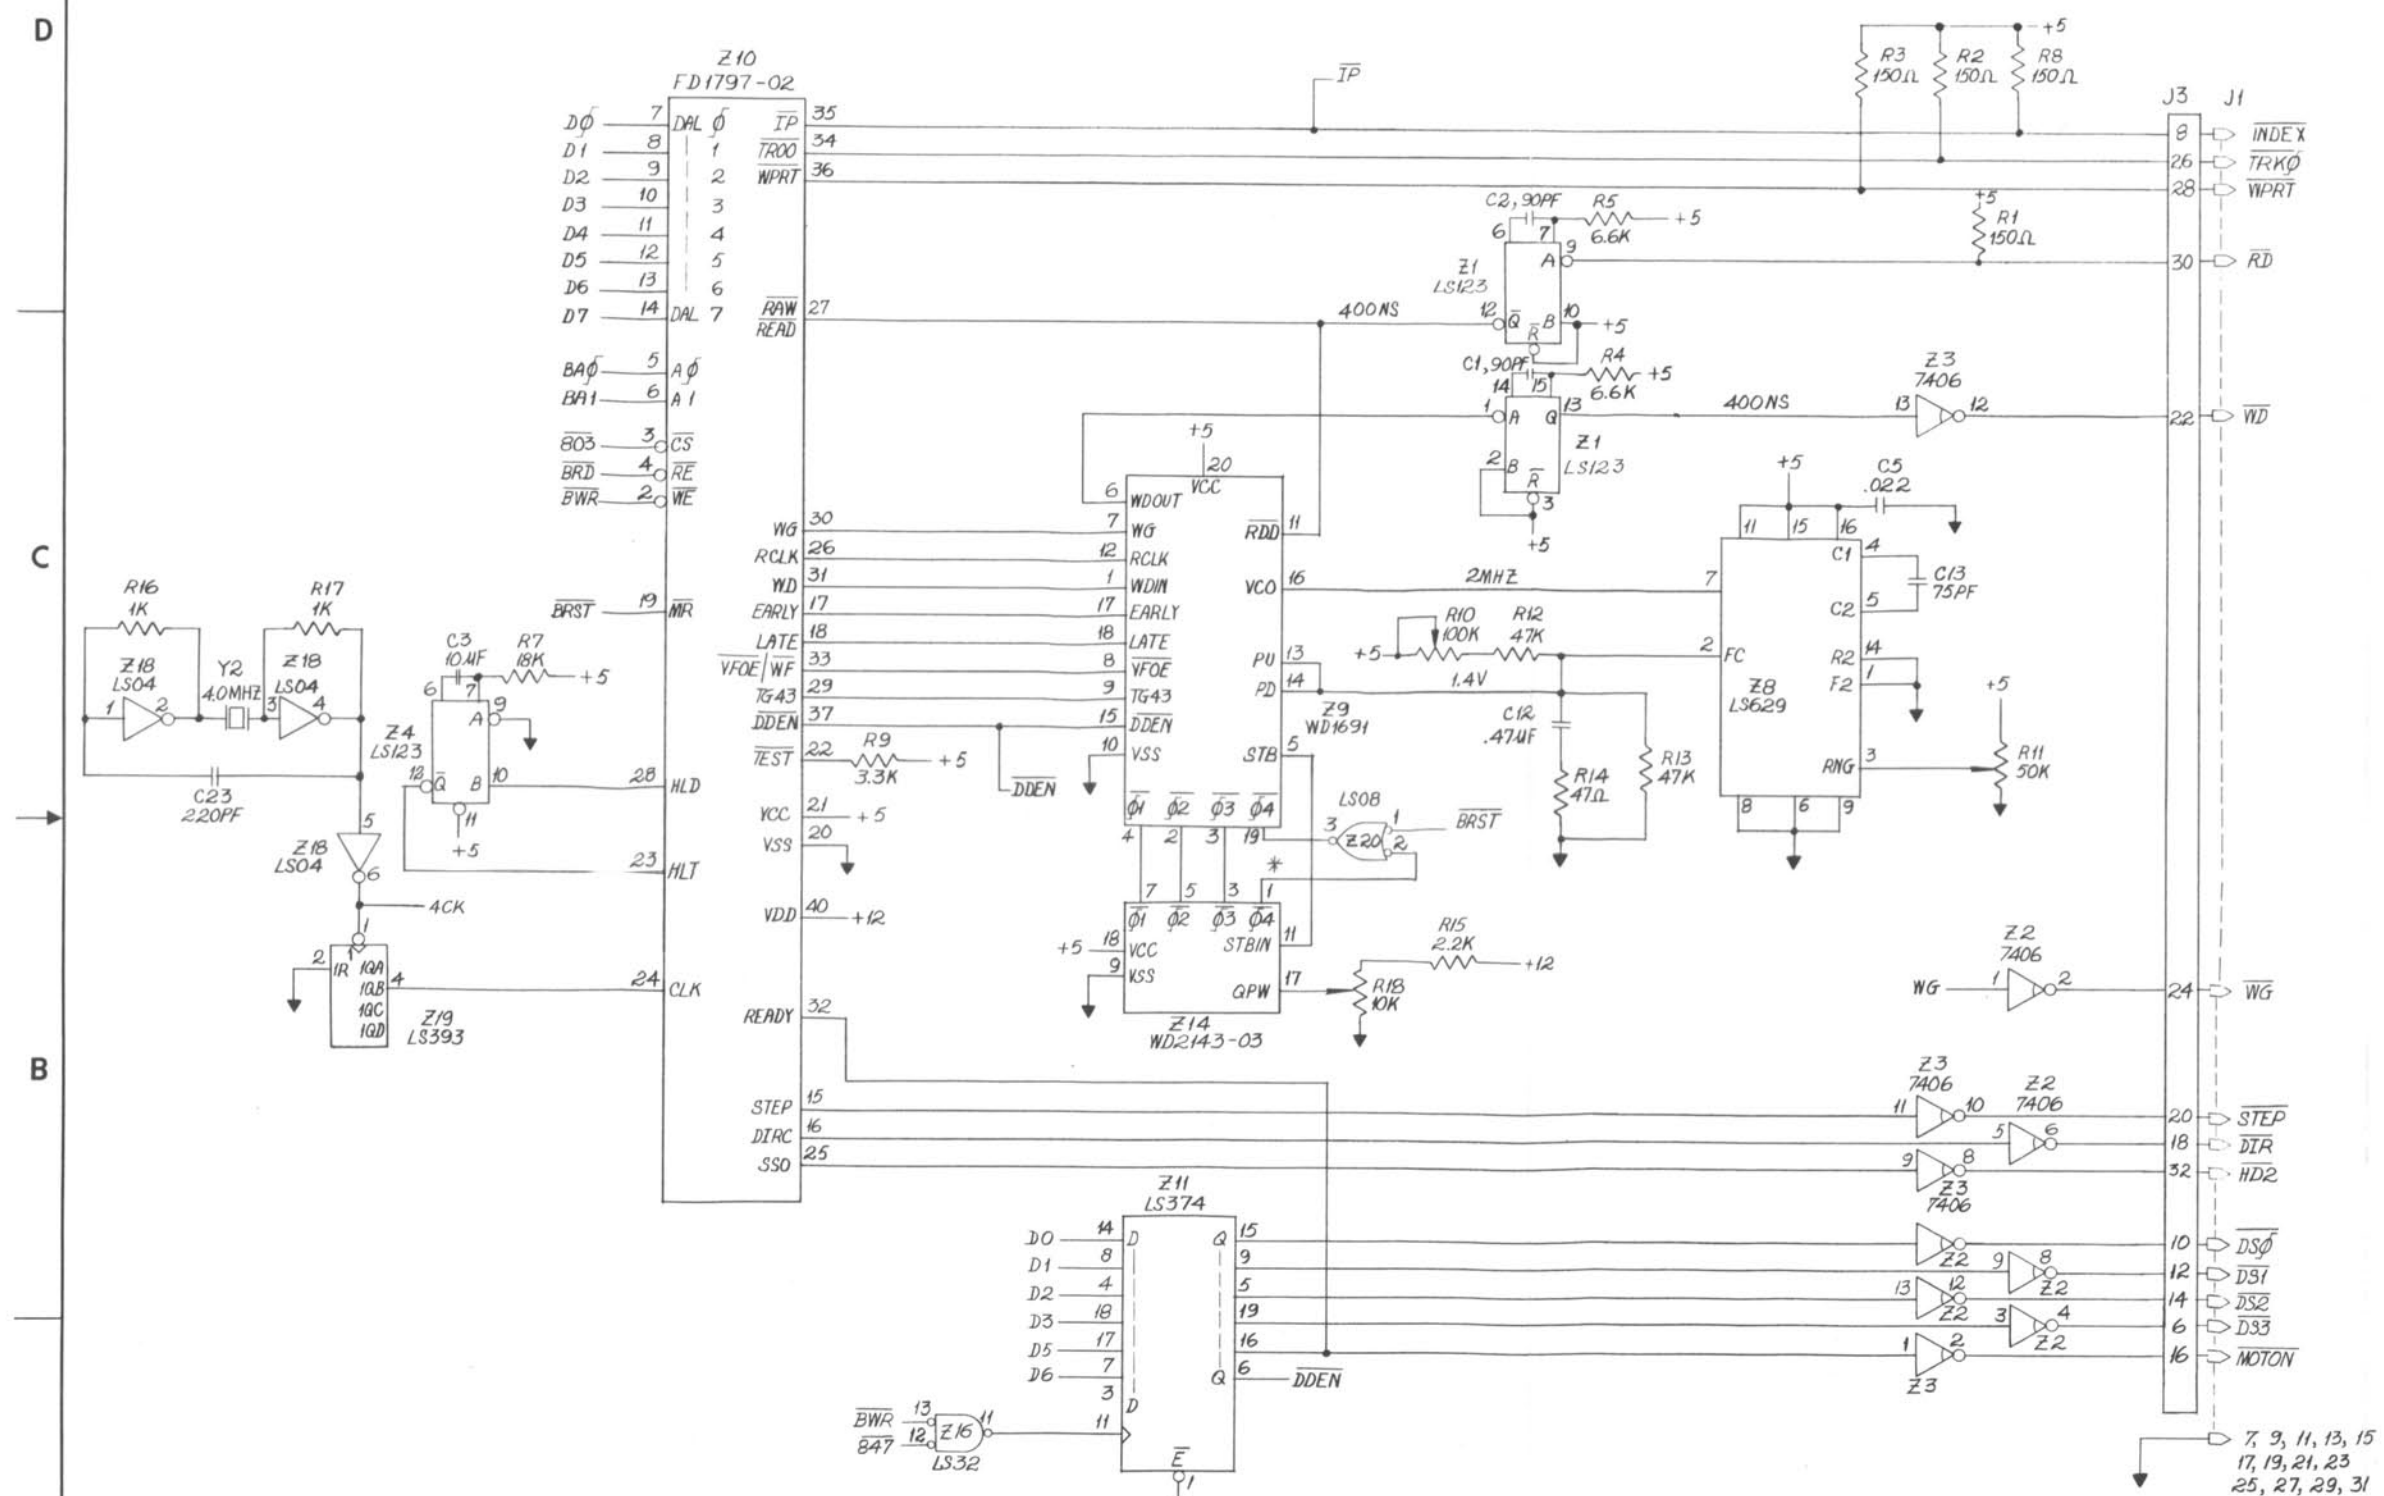 D
C
B
Z10
FD1797-02
D0̸ 7 DAL 0̸
D1 8 1
D2 9 2
D3 10 3
D4 11 4
D5 12 5
D6 13 6
D7 14 DAL 7
BA0̸ 5 A0̸
BA1 6 A1
803 3 CS
BRD 4 RE
BWR 2 WE
BRST 19 MR
28 HLD
23 HLT
24 CLK
IP 35
TR00 34
WPRT 36
RAW READ 27
WG 30
RCLK 26
WD 31
EARLY 17
LATE 18
VFOE/WF 33
TG43 29
DDEN 37
TEST 22
VCC 21 +5
VSS 20
VDD 40 +12
READY 32
STEP 15
DIRC 16
SSO 25
R9
3.3K
+5
DDEN
IP
R16
1K
R17
1K
Z18
LS04
1 2
Y2
4.0MHZ
Z18
LS04
3 4
C23
220PF
5
Z18
LS04
6
4CK
1
2 1R 1QA
1QB 4
1QC
1QD
Z19
LS393
C3
10µF
R7
18K
+5
6 7
9 A
Z4
LS123
12 Q B 10
11
+5
+5
20
VCC
6 WDOUT
7 WG
12 RCLK
1 WDIN
17 EARLY
18 LATE
8 VFOE
9 TG43
15 DDEN
10 VSS
RDD 11
VCO 16
PU 13
PD 14
STB 5
Z9
WD1691
Φ1 Φ2 Φ3 Φ4
4 2 3 19
*
7 5 3 1
Φ1 Φ2 Φ3 Φ4
+5 18 VCC
9 VSS
STBIN 11
QPW 17
Z14
WD2143-03
LS08
3 Z20 1 2
BRST
R15
2.2K
+12
R18
10K
C2, 90PF
R5
6.6K
+5
6 7
A 9
Z1
LS123
400NS
12 Q B 10
R
+5
C1, 90PF
R4
6.6K
+5
14 15
1 A Q 13
2 B
R
3
Z1
LS123
+5
400NS
Z3
7406
13 12
2MHZ
R10
100K
R12
47K
+5
1.4V
C12
.47µF
R14
47Ω
R13
47K
+5
C5
.022
11 15 16
7
2 FC
C1 4
C2 5
C13
75PF
R2 14
F2 1
Z8
LS629
RNG 3
8 6 9
+5
R11
50K
+5
R3
150Ω
R2
150Ω
R8
150Ω
+5
R1
150Ω
J3 J1
8 INDEX
26 TRK0̸
28 WPRT
30 RD
22 WD
24 WG
20 STEP
18 DIR
32 HD2
10 DS0̸
12 DS1
14 DS2
6 DS3
16 MOTON
Z2
7406
WG 1 2
Z3
7406
11 10
Z2
7406
5 6
9 8
Z3
7406
Z2
9 8
Z2
13 12
Z2
3 4
Z2
1 2
Z3
Z11
LS374
D0 14 D Q 15
D1 8 9
D2 4 5
D3 18 19
D5 17 16
D6 7 Q 6 DDEN
3 D
11
E
1
BWR 13
847 12
Z16 11
LS32
7, 9, 11, 13, 15
17, 19, 21, 23
25, 27, 29, 31